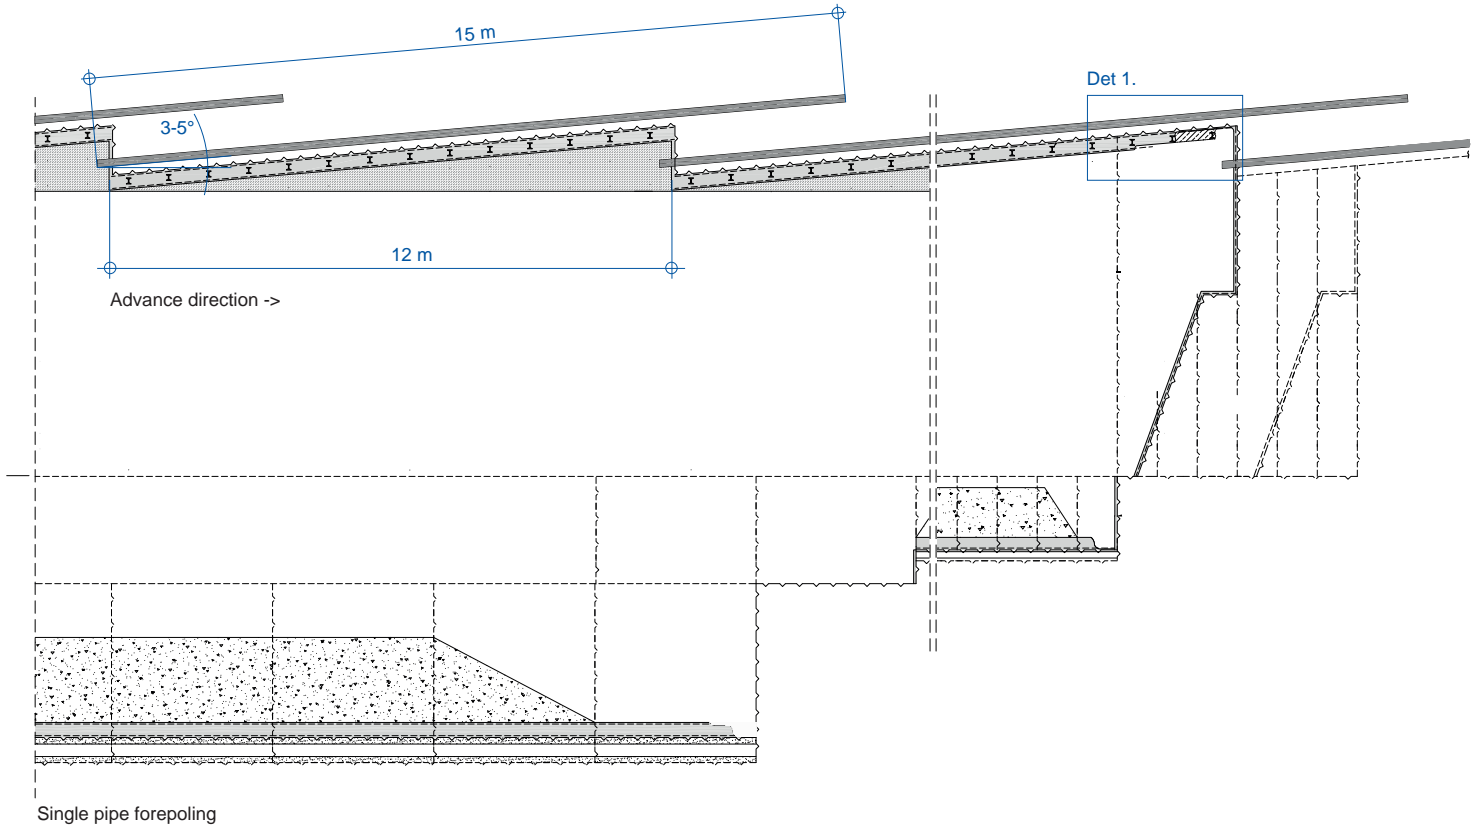 15 m
Det 1.
3-5°
12 m
Advance direction ->
Single pipe forepoling